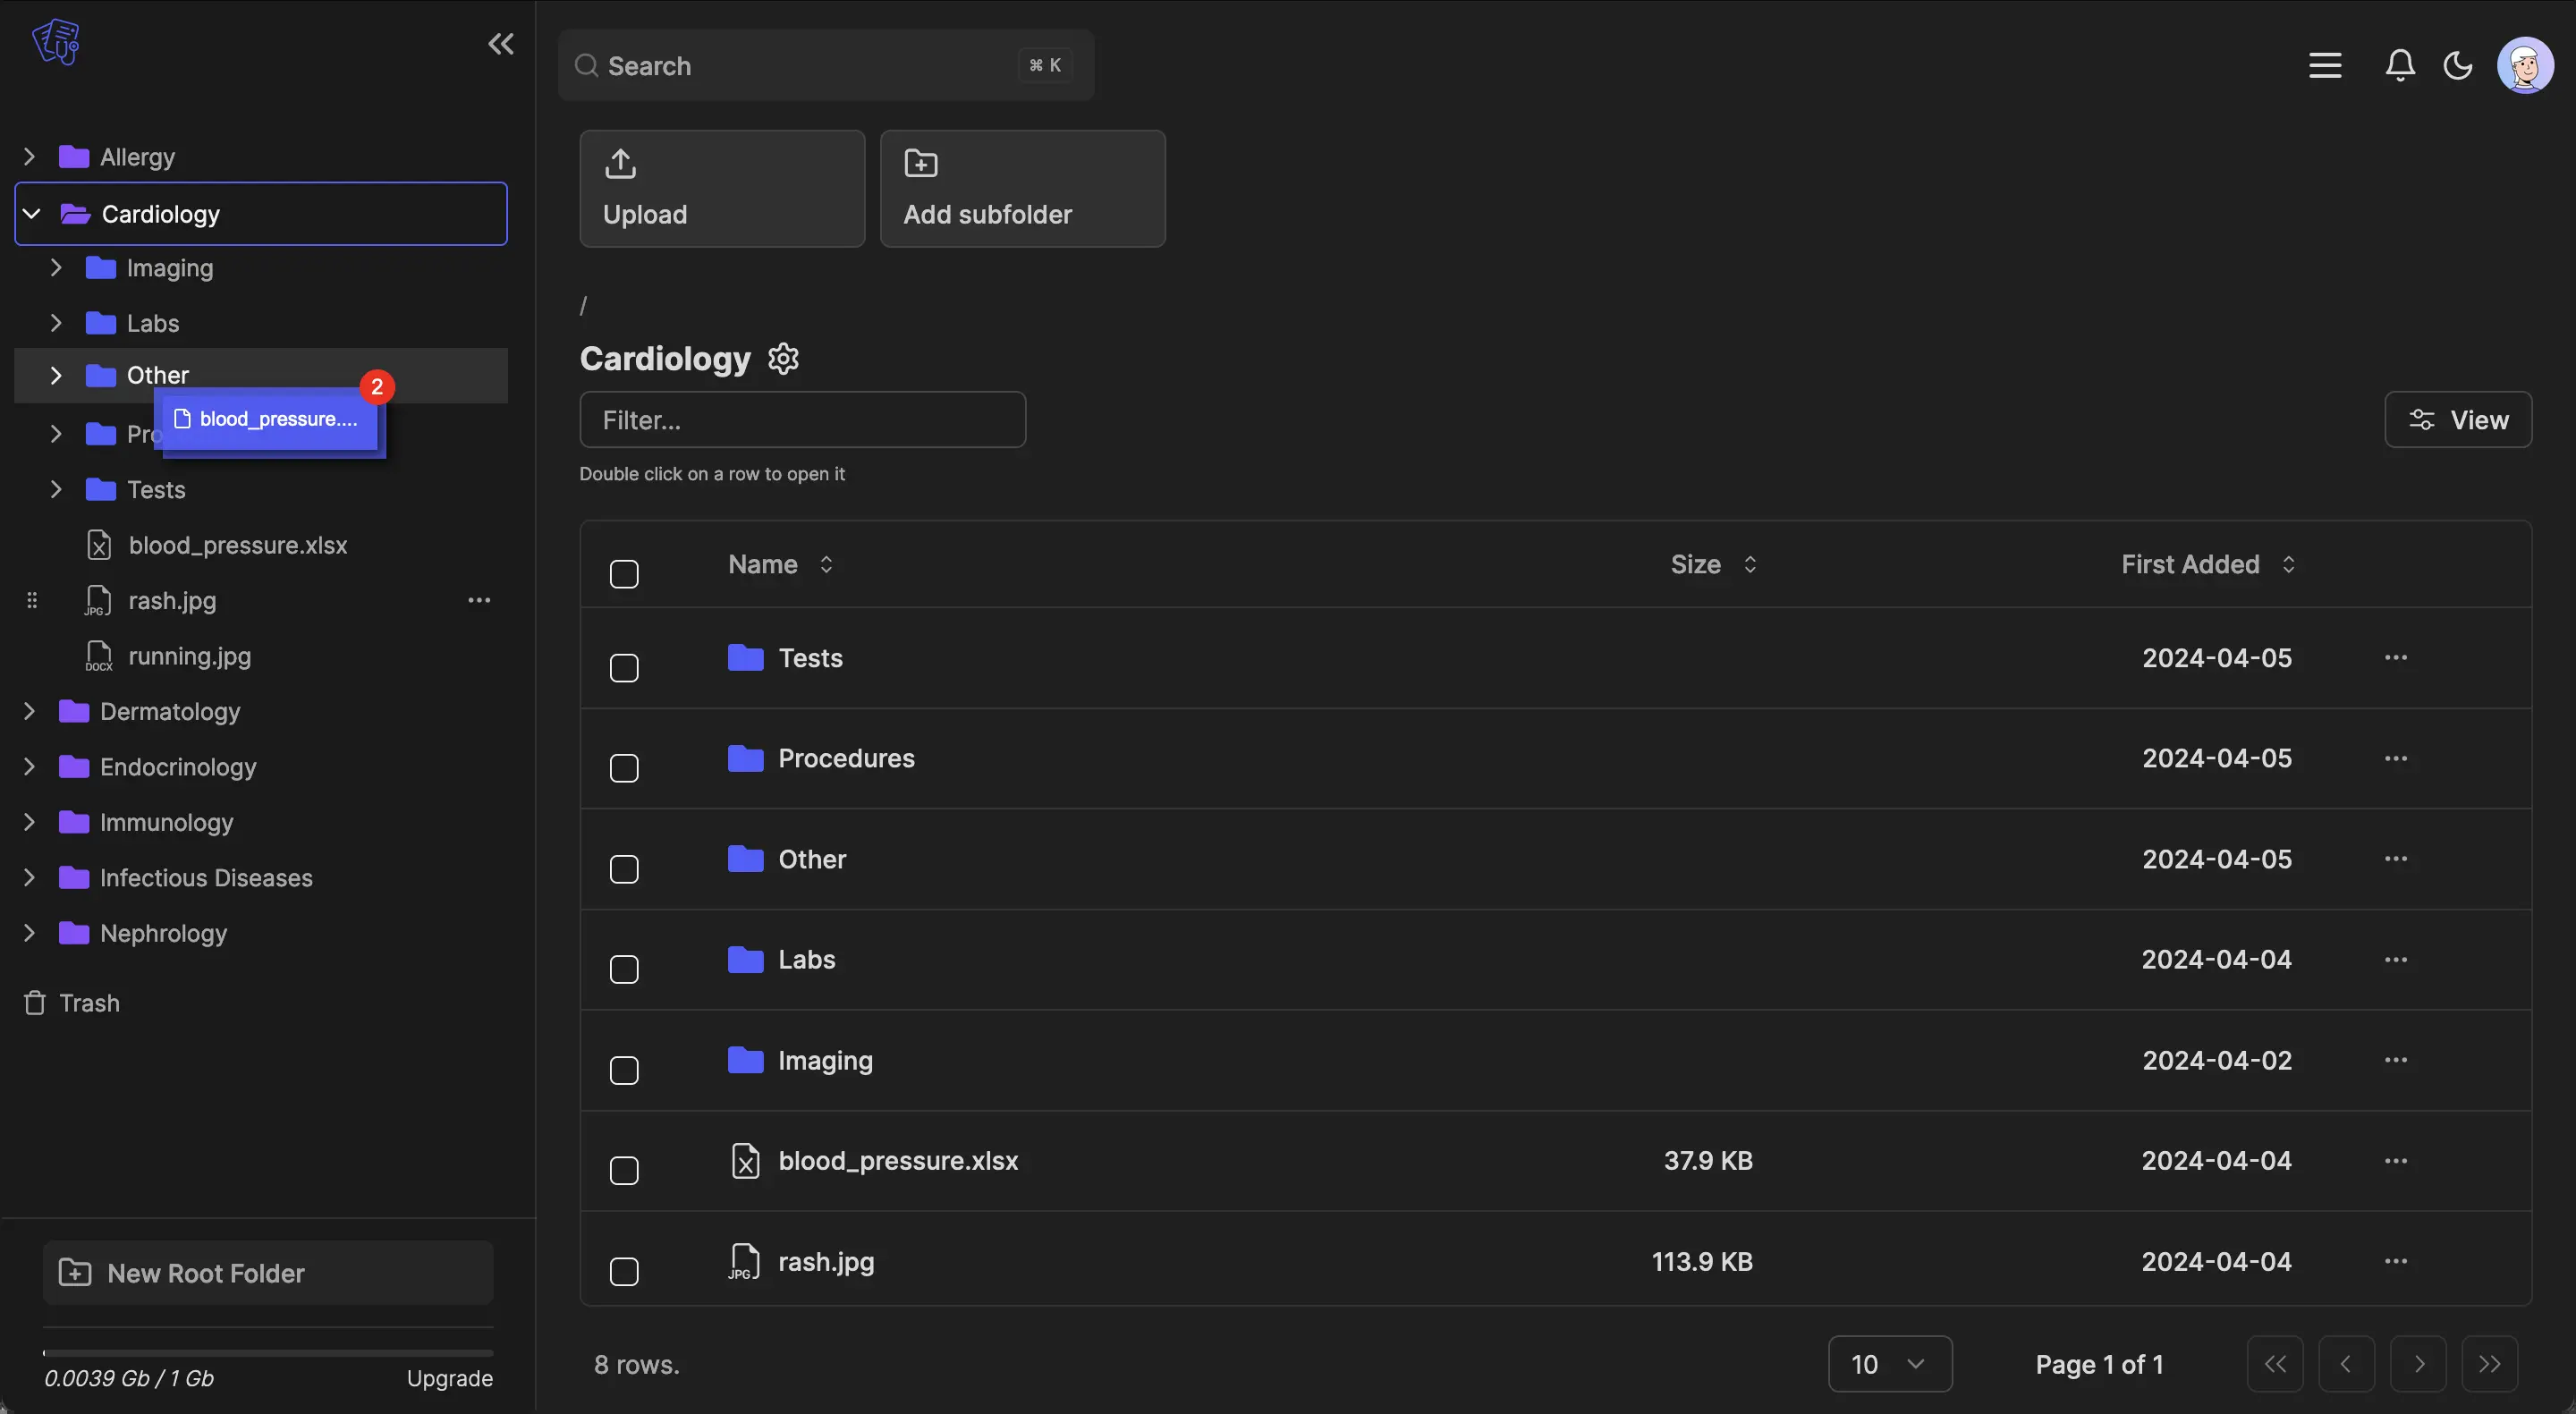 Search
⌘ K
Allergy
Cardiology
Imaging
Labs
Other
2
blood_pressure....
Pro
Tests
blood_pressure.xlsx
JPG
rash.jpg
DOCX
running.jpg
Dermatology
Endocrinology
Immunology
Infectious Diseases
Nephrology
Trash
New Root Folder
0.0039 Gb / 1 Gb
Upgrade
Upload
Add subfolder
/
Cardiology
Filter...
View
Double click on a row to open it
Name Size First Added
Tests 2024-04-05
Procedures 2024-04-05
Other 2024-04-05
Labs 2024-04-04
Imaging 2024-04-02
blood_pressure.xlsx 37.9 KB 2024-04-04
JPG rash.jpg 113.9 KB 2024-04-04
8 rows.
10
Page 1 of 1